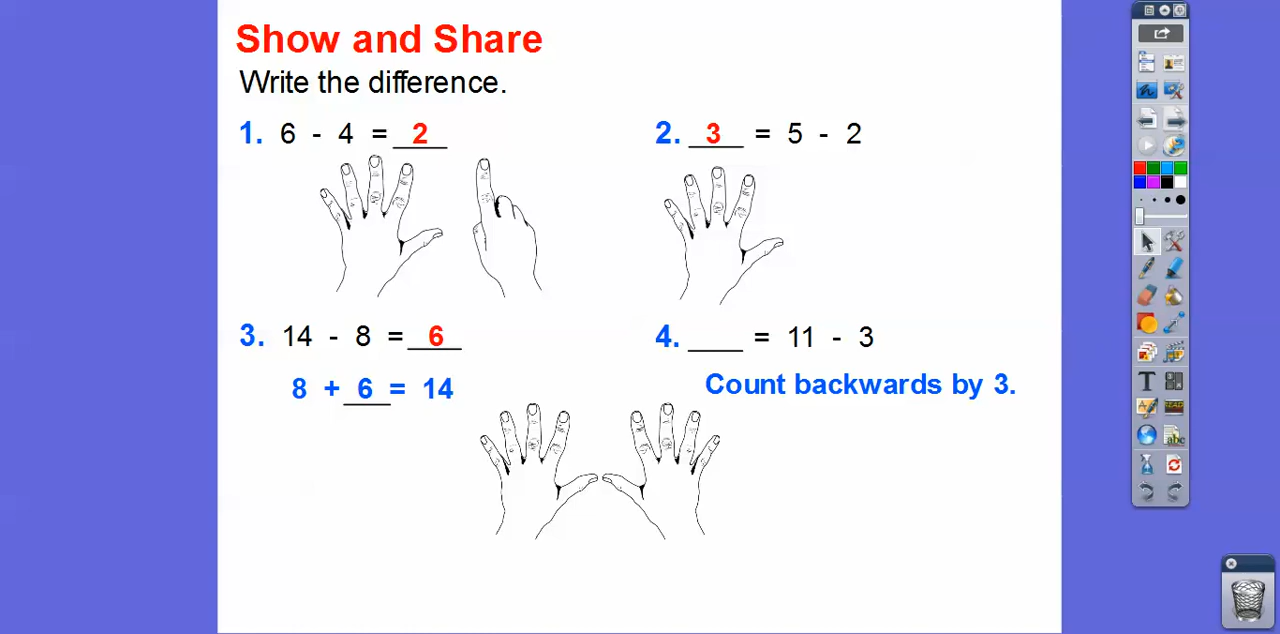 Show and Share
Write the difference.
1. 6 - 4 = 2
2. 3 = 5 - 2
3. 14 - 8 = 6
8 + 6 = 14
4. ___ = 11 - 3
Count backwards by 3.